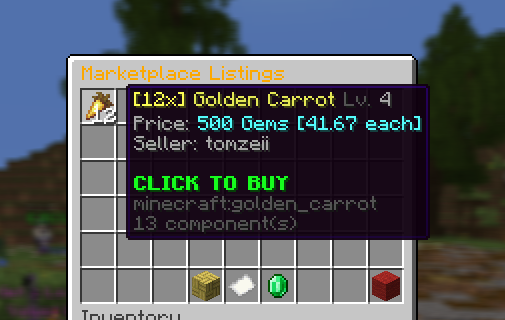 Marketplace Listings
[12x] Golden Carrot Lv. 4
Price: 500 Gems [41.67 each]
Seller: tomzeii
CLICK TO BUY
minecraft:golden_carrot
13 component(s)
12
Inventory